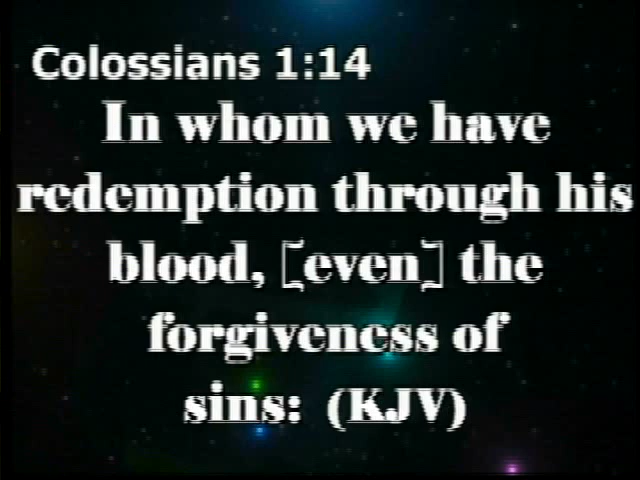 Colossians 1:14
In whom we have
redemption through his
blood, [even] the
forgiveness of
sins: (KJV)